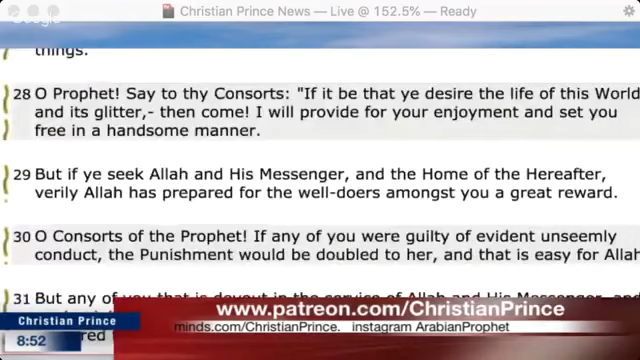 Christian Prince News — Live @ 152.5% — Ready
Google
things.
28 O Prophet! Say to thy Consorts: "If it be that ye desire the life of this World
and its glitter,- then come! I will provide for your enjoyment and set you
free in a handsome manner.
29 But if ye seek Allah and His Messenger, and the Home of the Hereafter,
verily Allah has prepared for the well-doers amongst you a great reward.
30 O Consorts of the Prophet! If any of you were guilty of evident unseemly
conduct, the Punishment would be doubled to her, and that is easy for Allah
31 But any of you that is devout in the service of Allah and His Messenger, and
www.patreon.com/ChristianPrince
Christian Prince
minds.com/ChristianPrince. instagram ArabianProphet
8:52